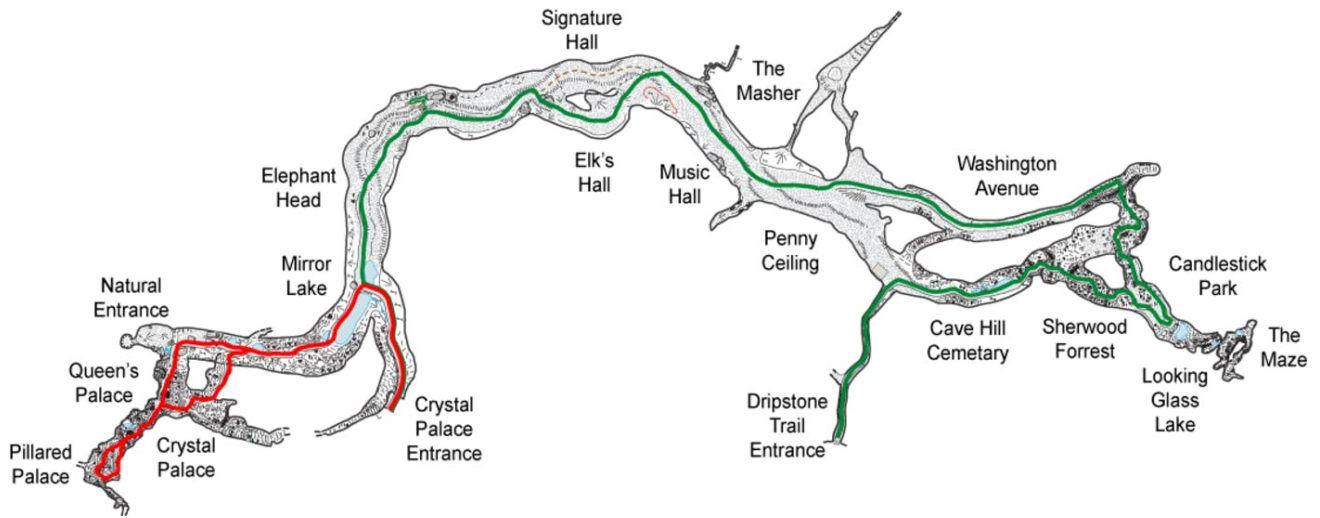 Signature
Hall
The
Masher
Elk's
Hall
Music
Hall
Washington
Avenue
Elephant
Head
Penny
Ceiling
Mirror
Lake
Candlestick
Park
Natural
Entrance
Cave Hill
Cemetary
Sherwood
Forrest
The
Maze
Queen's
Palace
Looking
Glass
Lake
Crystal
Palace
Entrance
Dripstone
Trail
Entrance
Pillared
Palace
Crystal
Palace